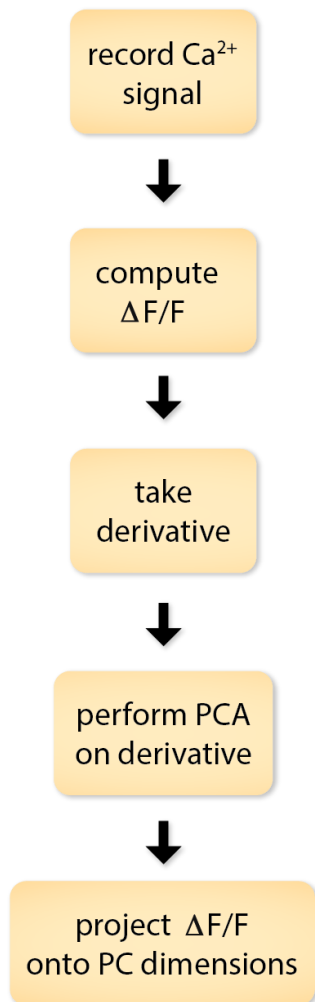 record Ca²⁺
signal
compute
ΔF/F
take
derivative
perform PCA
on derivative
project ΔF/F
onto PC dimensions